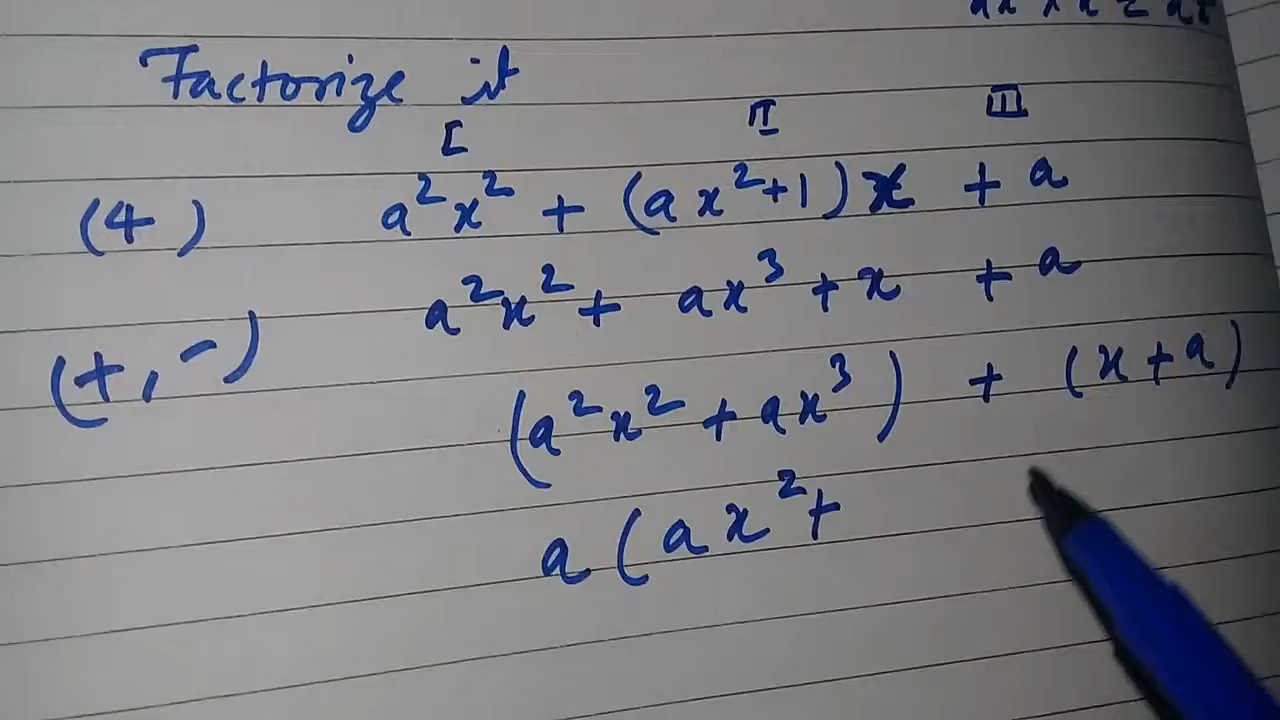 Factorize it
I II III
(4) a²x² + (ax²+1)x + a
a²x² + ax³ + x + a
(+, -)
(a²x² + ax³) + (x + a)
a(ax² +